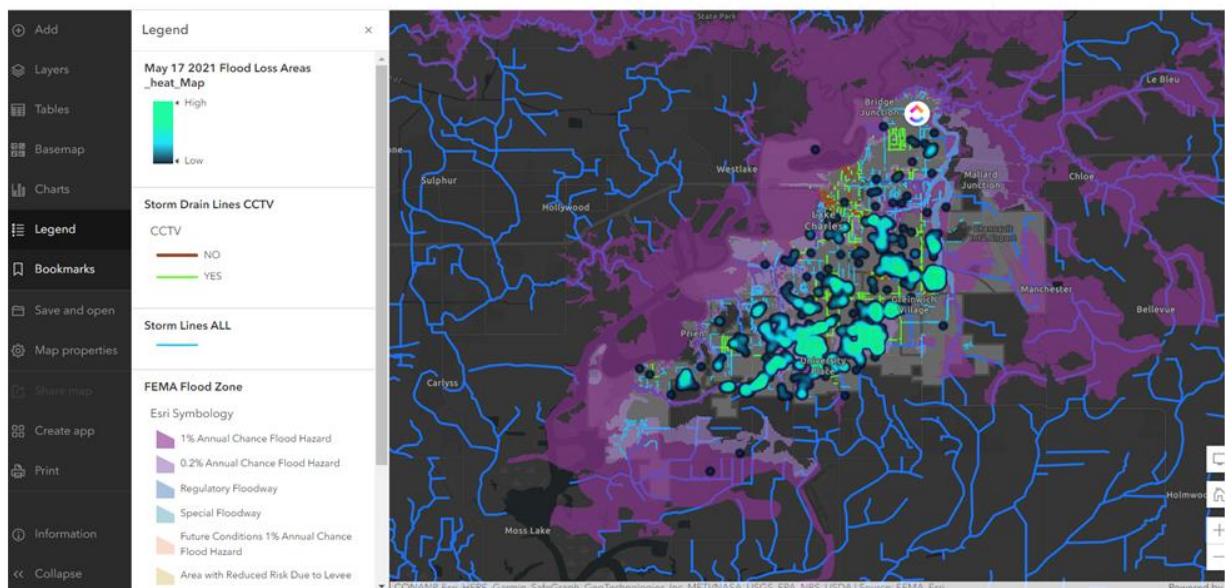 Add
Layers
Tables
Basemap
Charts
Legend
Bookmarks
Save and open
Map properties
Share map
Create app
Print
Information
Collapse
Legend
May 17 2021 Flood Loss Areas
_heat_Map
High
Low
Storm Drain Lines CCTV
CCTV
NO
YES
Storm Lines ALL
FEMA Flood Zone
Esri Symbology
1% Annual Chance Flood Hazard
0.2% Annual Chance Flood Hazard
Regulatory Floodway
Special Floodway
Future Conditions 1% Annual Chance
Flood Hazard
Area with Reduced Risk Due to Levee
State Park
Le Bleu
Bridge
Junction
Westlake
Sulphur
Mallard
Junction
Chloe
Hollywood
Lake
Charles
Manchester
Greinwich
Village
Bellevue
Prien
University
Place
Carlyss
Holmwoo
Moss Lake